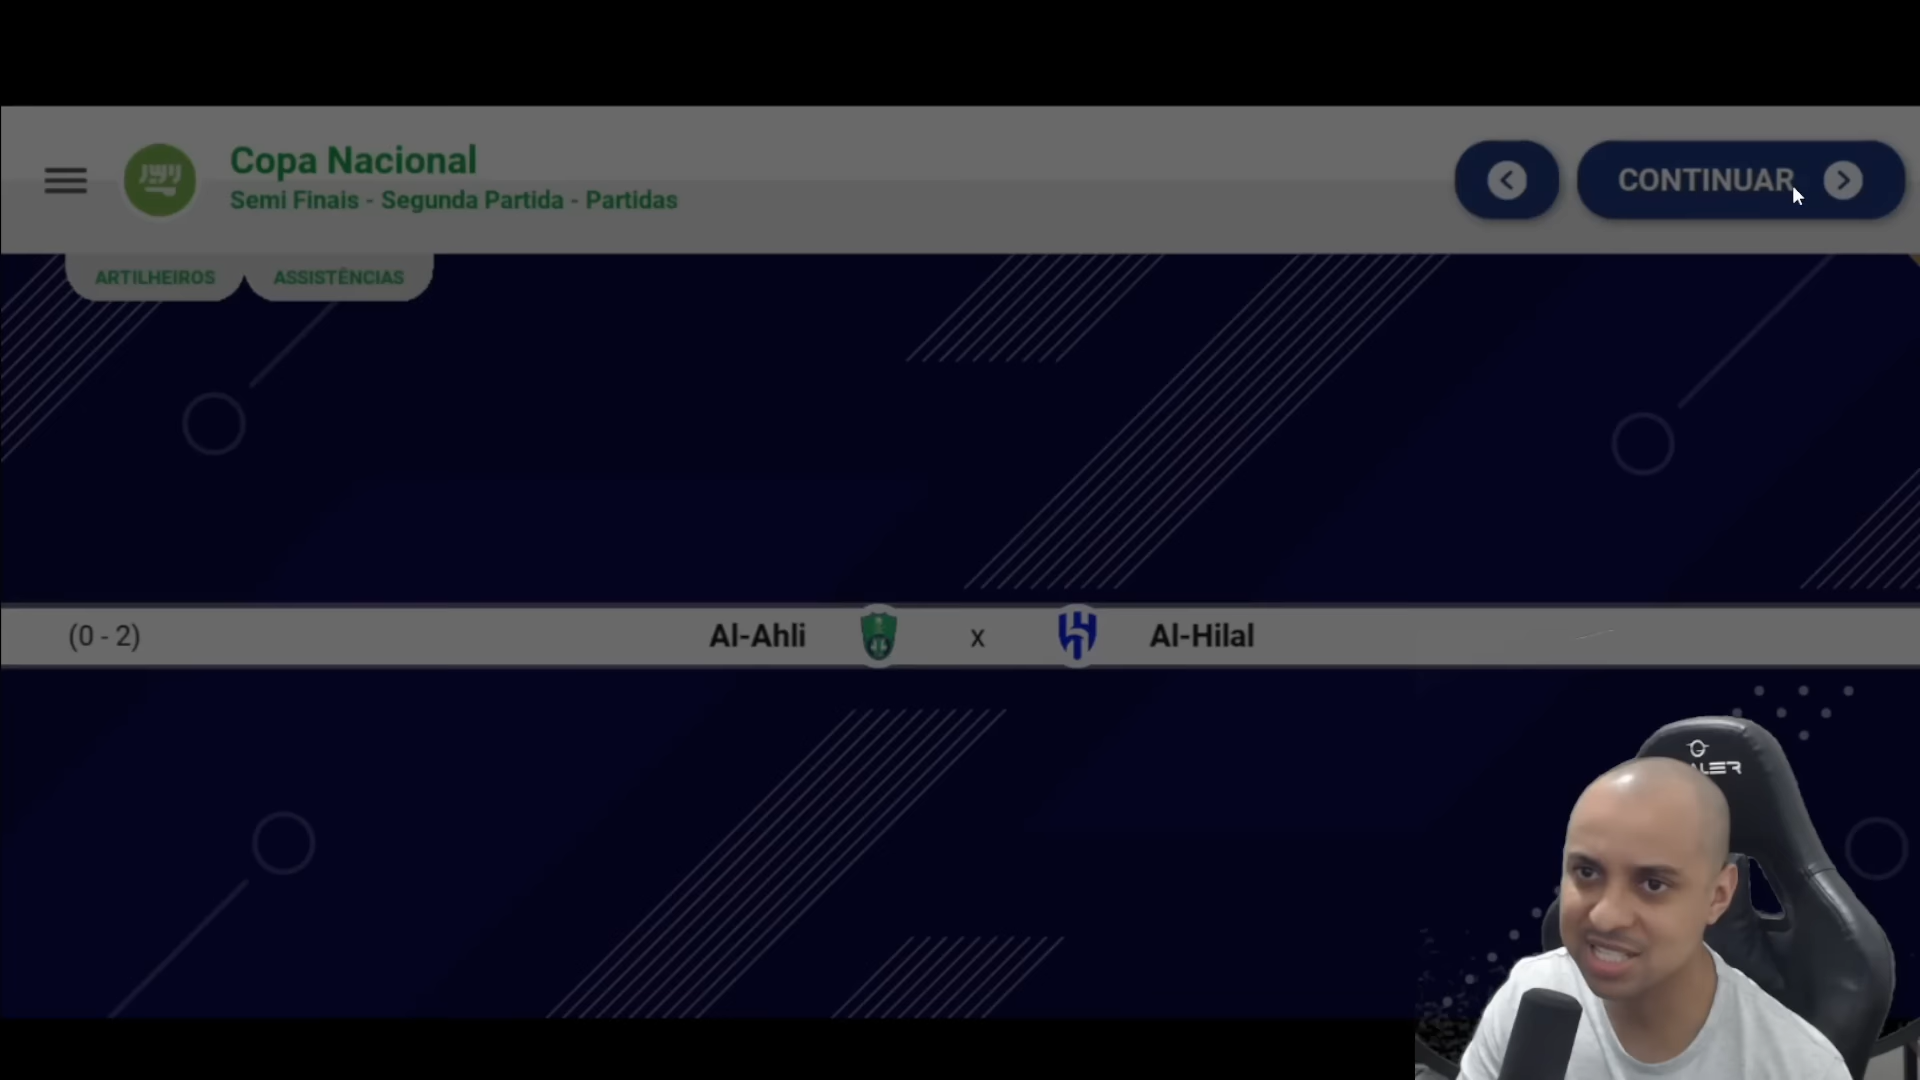 Copa Nacional
Semi Finais - Segunda Partida - Partidas
CONTINUAR
ARTILHEIROS
ASSISTÊNCIAS
(0 - 2)
Al-Ahli x Al-Hilal